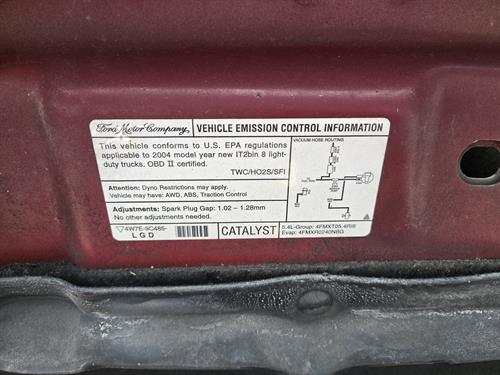 Ford Motor Company, VEHICLE EMISSION CONTROL INFORMATION
This vehicle conforms to U.S. EPA regulations
applicable to 2004 model year new IT2bin 8 light-
duty trucks. OBD II certified.
TWC/HO2S/SFI
VACUUM HOSE ROUTING
Attention: Dyno Restrictions may apply.
Vehicle may: AWD, ABS, Traction Control
Adjustments: Spark Plug Gap: 1.02 – 1.28mm
No other adjustments needed.
4W7E-9C485-
LGD
CATALYST
5.4L-Group: 4FMXT05.4RB
Evap: 4FMXR0240NBG